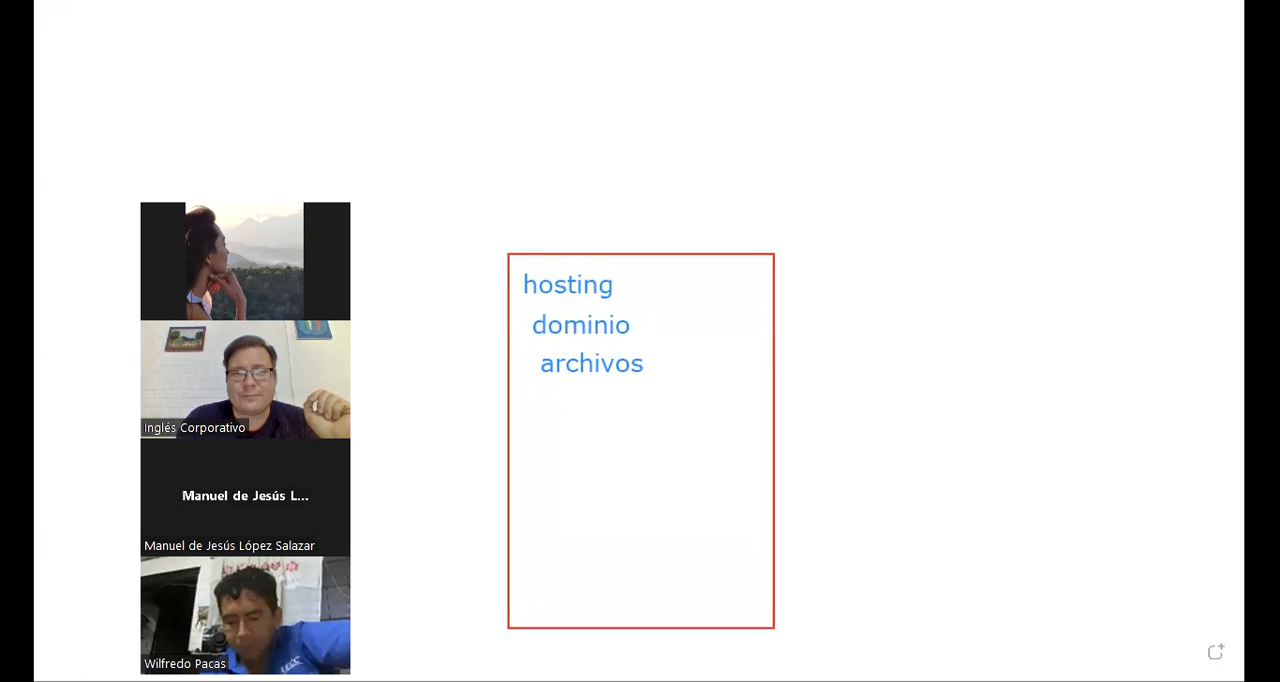 hosting
dominio
archivos
Inglés Corporativo
Manuel de Jesús L...
Manuel de Jesús López Salazar
Wilfredo Pacas